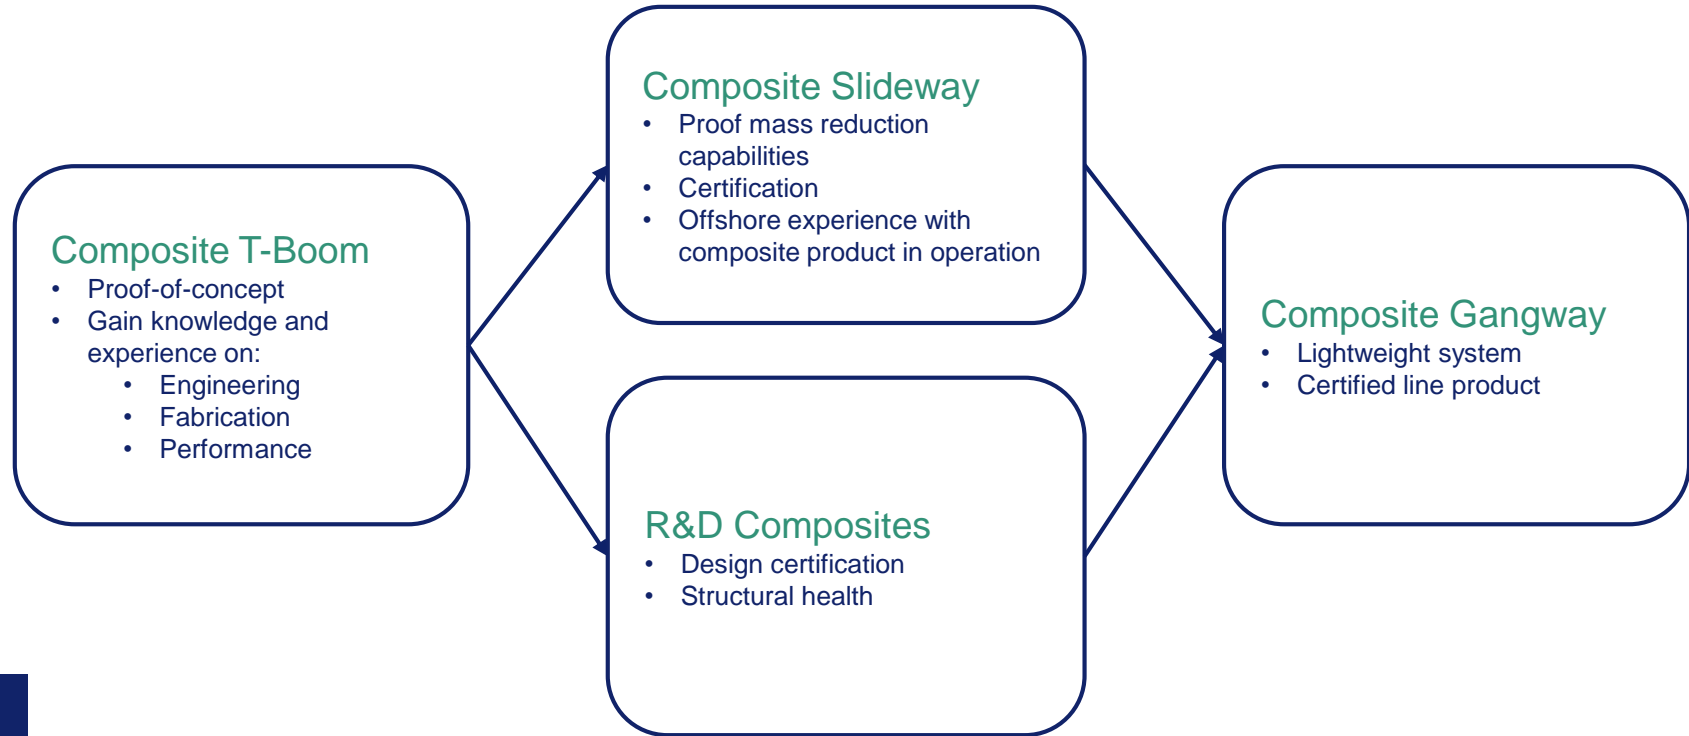 Composite T-Boom
• Proof-of-concept
• Gain knowledge and
experience on:
• Engineering
• Fabrication
• Performance
Composite Slideway
• Proof mass reduction
capabilities
• Certification
• Offshore experience with
composite product in operation
R&D Composites
• Design certification
• Structural health
Composite Gangway
• Lightweight system
• Certified line product